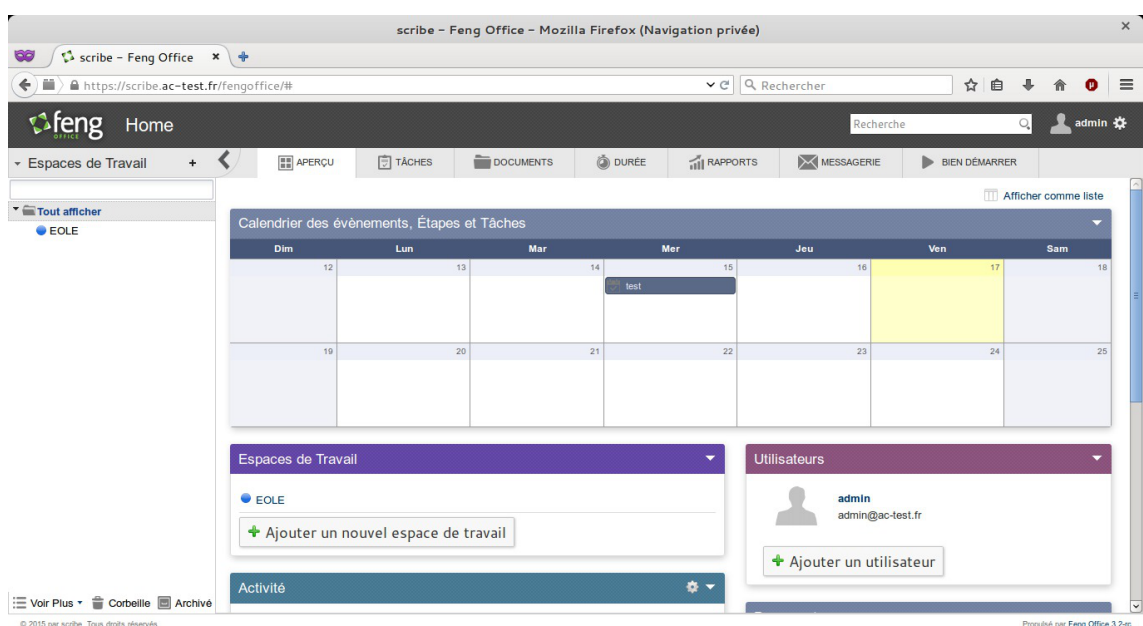 scribe – Feng Office – Mozilla Firefox (Navigation privée)
scribe – Feng Office
https://scribe.ac-test.fr/fengoffice/#
Rechercher
feng OFFICE
Home
Recherche
admin
Espaces de Travail +
APERÇU
TÂCHES
DOCUMENTS
DURÉE
RAPPORTS
MESSAGERIE
BIEN DÉMARRER
Tout afficher
EOLE
Afficher comme liste
Calendrier des évènements, Étapes et Tâches
Dim Lun Mar Mer Jeu Ven Sam
12 13 14 15 16 17 18
test
19 20 21 22 23 24 25
Espaces de Travail
EOLE
Ajouter un nouvel espace de travail
Utilisateurs
admin
admin@ac-test.fr
Ajouter un utilisateur
Activité
Voir Plus
Corbeille
Archivé
© 2015 par scribe. Tous droits réservés.
Propulsé par Feng Office 3.2-rc